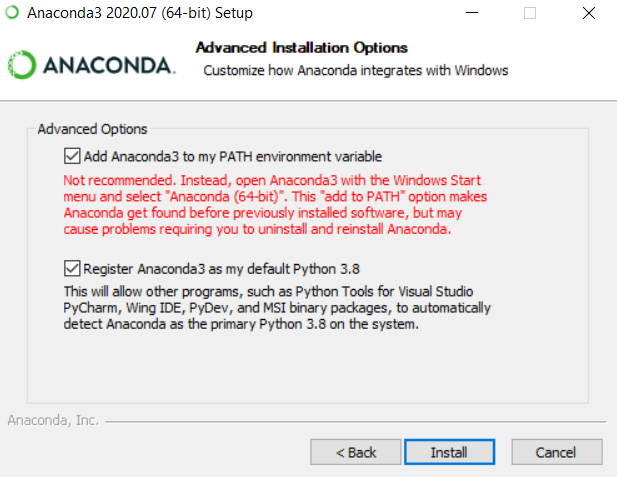 Anaconda3 2020.07 (64-bit) Setup
ANACONDA.
Advanced Installation Options
Customize how Anaconda integrates with Windows
Advanced Options
Add Anaconda3 to my PATH environment variable
Not recommended. Instead, open Anaconda3 with the Windows Start
menu and select "Anaconda (64-bit)". This "add to PATH" option makes
Anaconda get found before previously installed software, but may
cause problems requiring you to uninstall and reinstall Anaconda.
Register Anaconda3 as my default Python 3.8
This will allow other programs, such as Python Tools for Visual Studio
PyCharm, Wing IDE, PyDev, and MSI binary packages, to automatically
detect Anaconda as the primary Python 3.8 on the system.
Anaconda, Inc.
< Back Install Cancel